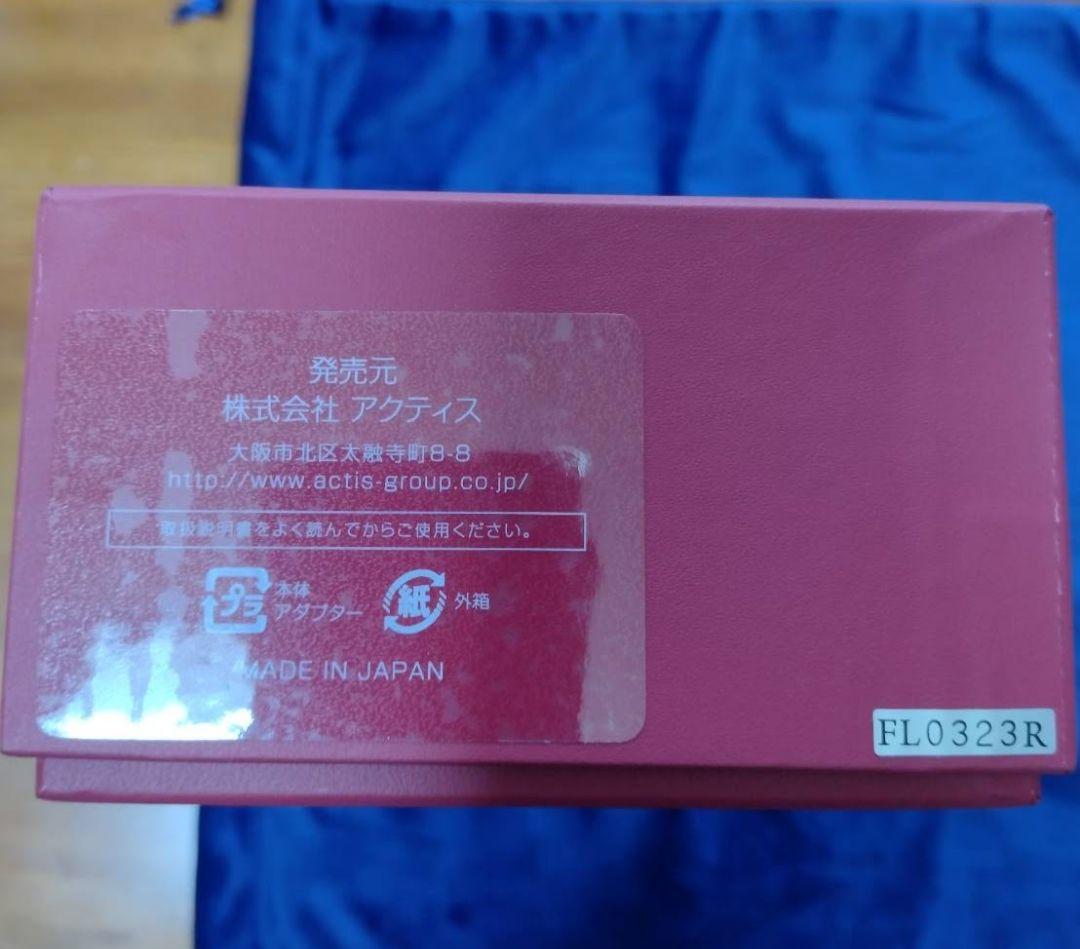 発売元
株式会社 アクティス
大阪市北区太融寺町8-8
http://www.actis-group.co.jp/
取扱説明書をよく読んでからご使用ください。
プラ 本体
アダプター
紙 外箱
MADE IN JAPAN
FL0323R